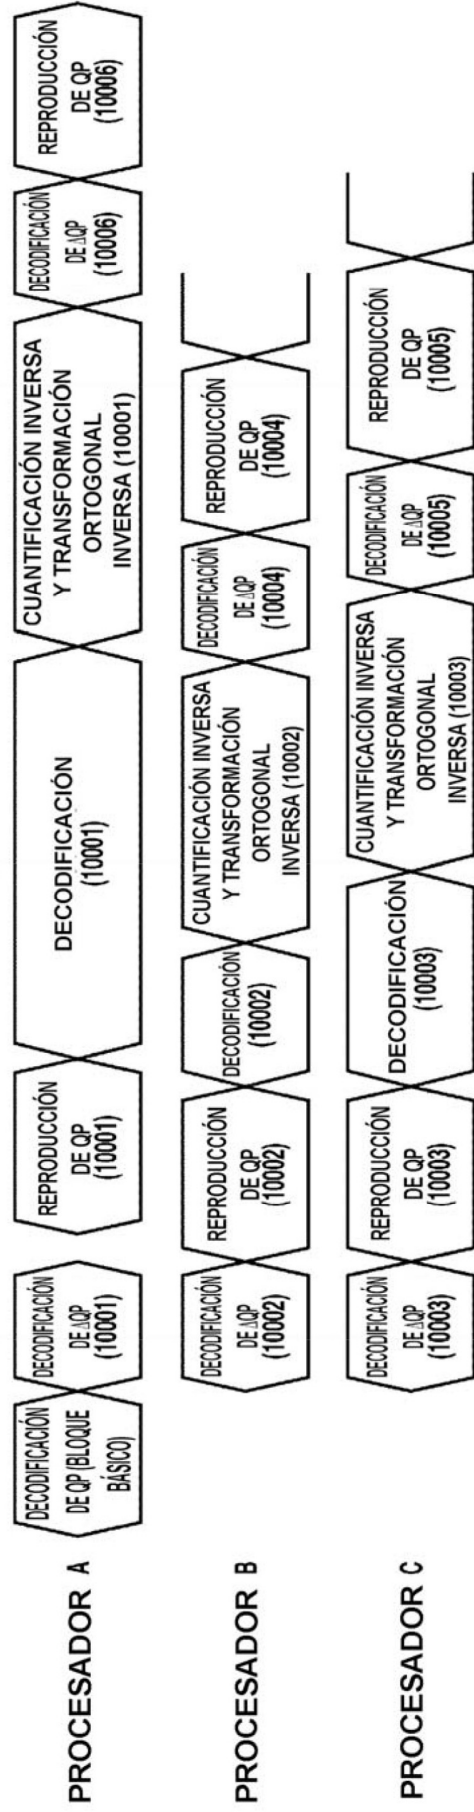 PROCESADOR A
DECODIFICACIÓN
DE QP (BLOQUE
BÁSICO)
DECODIFICACIÓN
DE ΔQP
(10001)
REPRODUCCIÓN
DE QP
(10001)
DECODIFICACIÓN
(10001)
CUANTIFICACIÓN INVERSA
Y TRANSFORMACIÓN
ORTOGONAL
INVERSA (10001)
DECODIFICACIÓN
DE ΔQP
(10006)
REPRODUCCIÓN
DE QP
(10006)
PROCESADOR B
DECODIFICACIÓN
DE ΔQP
(10002)
REPRODUCCIÓN
DE QP
(10002)
DECODIFICACIÓN
(10002)
CUANTIFICACIÓN INVERSA
Y TRANSFORMACIÓN
ORTOGONAL
INVERSA (10002)
DECODIFICACIÓN
DE ΔQP
(10004)
REPRODUCCIÓN
DE QP
(10004)
PROCESADOR C
DECODIFICACIÓN
DE ΔQP
(10003)
REPRODUCCIÓN
DE QP
(10003)
DECODIFICACIÓN
(10003)
CUANTIFICACIÓN INVERSA
Y TRANSFORMACIÓN
ORTOGONAL
INVERSA (10003)
DECODIFICACIÓN
DE ΔQP
(10005)
REPRODUCCIÓN
DE QP
(10005)